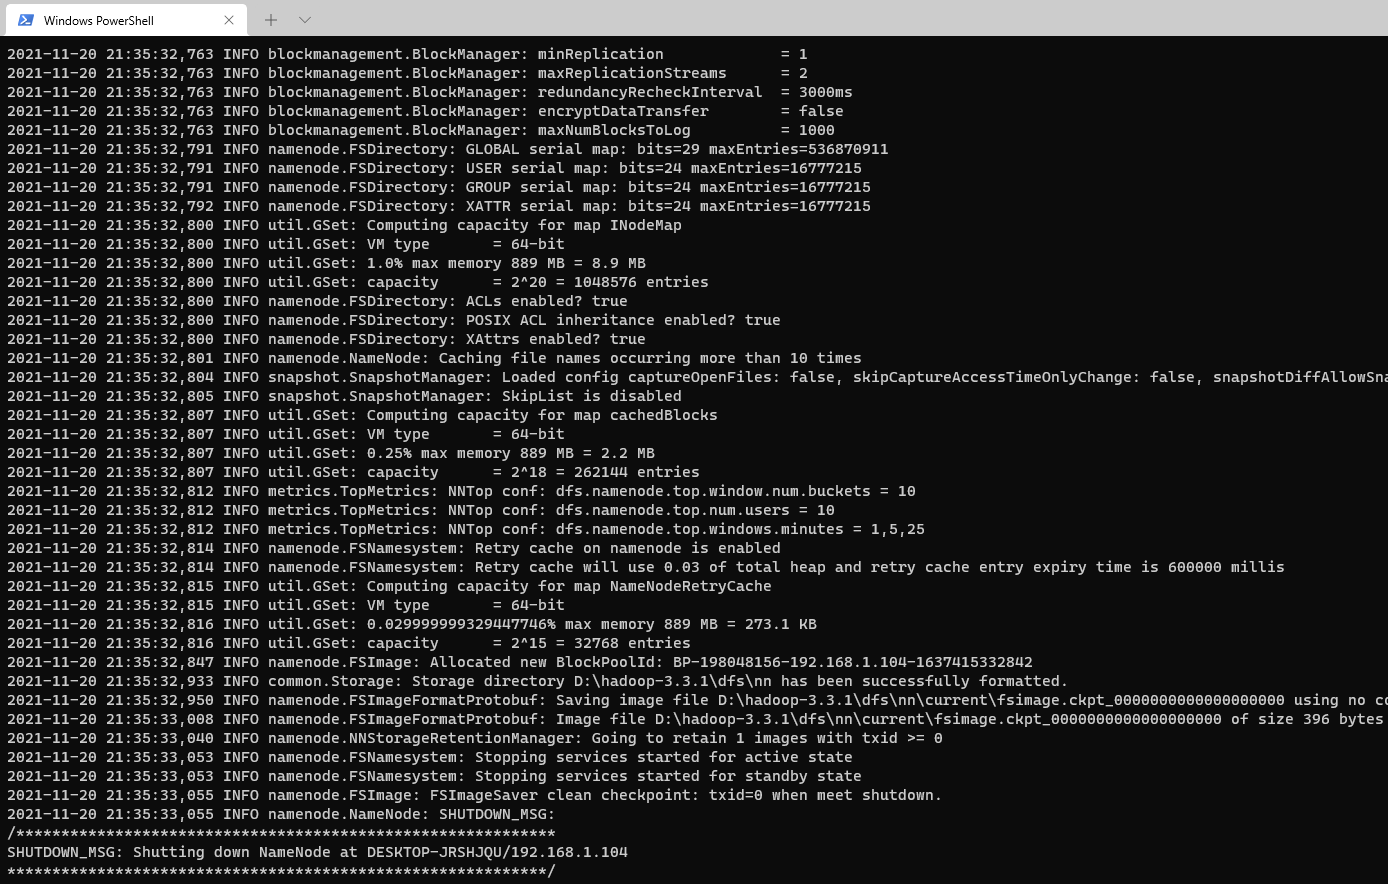 Windows PowerShell
2021-11-20 21:35:32,763 INFO blockmanagement.BlockManager: minReplication             = 1
2021-11-20 21:35:32,763 INFO blockmanagement.BlockManager: maxReplicationStreams      = 2
2021-11-20 21:35:32,763 INFO blockmanagement.BlockManager: redundancyRecheckInterval  = 3000ms
2021-11-20 21:35:32,763 INFO blockmanagement.BlockManager: encryptDataTransfer        = false
2021-11-20 21:35:32,763 INFO blockmanagement.BlockManager: maxNumBlocksToLog          = 1000
2021-11-20 21:35:32,791 INFO namenode.FSDirectory: GLOBAL serial map: bits=29 maxEntries=536870911
2021-11-20 21:35:32,791 INFO namenode.FSDirectory: USER serial map: bits=24 maxEntries=16777215
2021-11-20 21:35:32,791 INFO namenode.FSDirectory: GROUP serial map: bits=24 maxEntries=16777215
2021-11-20 21:35:32,792 INFO namenode.FSDirectory: XATTR serial map: bits=24 maxEntries=16777215
2021-11-20 21:35:32,800 INFO util.GSet: Computing capacity for map INodeMap
2021-11-20 21:35:32,800 INFO util.GSet: VM type       = 64-bit
2021-11-20 21:35:32,800 INFO util.GSet: 1.0% max memory 889 MB = 8.9 MB
2021-11-20 21:35:32,800 INFO util.GSet: capacity      = 2^20 = 1048576 entries
2021-11-20 21:35:32,800 INFO namenode.FSDirectory: ACLs enabled? true
2021-11-20 21:35:32,800 INFO namenode.FSDirectory: POSIX ACL inheritance enabled? true
2021-11-20 21:35:32,800 INFO namenode.FSDirectory: XAttrs enabled? true
2021-11-20 21:35:32,801 INFO namenode.NameNode: Caching file names occurring more than 10 times
2021-11-20 21:35:32,804 INFO snapshot.SnapshotManager: Loaded config captureOpenFiles: false, skipCaptureAccessTimeOnlyChange: false, snapshotDiffAllowSna
2021-11-20 21:35:32,805 INFO snapshot.SnapshotManager: SkipList is disabled
2021-11-20 21:35:32,807 INFO util.GSet: Computing capacity for map cachedBlocks
2021-11-20 21:35:32,807 INFO util.GSet: VM type       = 64-bit
2021-11-20 21:35:32,807 INFO util.GSet: 0.25% max memory 889 MB = 2.2 MB
2021-11-20 21:35:32,807 INFO util.GSet: capacity      = 2^18 = 262144 entries
2021-11-20 21:35:32,812 INFO metrics.TopMetrics: NNTop conf: dfs.namenode.top.window.num.buckets = 10
2021-11-20 21:35:32,812 INFO metrics.TopMetrics: NNTop conf: dfs.namenode.top.num.users = 10
2021-11-20 21:35:32,812 INFO metrics.TopMetrics: NNTop conf: dfs.namenode.top.windows.minutes = 1,5,25
2021-11-20 21:35:32,814 INFO namenode.FSNamesystem: Retry cache on namenode is enabled
2021-11-20 21:35:32,814 INFO namenode.FSNamesystem: Retry cache will use 0.03 of total heap and retry cache entry expiry time is 600000 millis
2021-11-20 21:35:32,815 INFO util.GSet: Computing capacity for map NameNodeRetryCache
2021-11-20 21:35:32,815 INFO util.GSet: VM type       = 64-bit
2021-11-20 21:35:32,816 INFO util.GSet: 0.029999999329447746% max memory 889 MB = 273.1 KB
2021-11-20 21:35:32,816 INFO util.GSet: capacity      = 2^15 = 32768 entries
2021-11-20 21:35:32,847 INFO namenode.FSImage: Allocated new BlockPoolId: BP-198048156-192.168.1.104-1637415332842
2021-11-20 21:35:32,933 INFO common.Storage: Storage directory D:\hadoop-3.3.1\dfs\nn has been successfully formatted.
2021-11-20 21:35:32,950 INFO namenode.FSImageFormatProtobuf: Saving image file D:\hadoop-3.3.1\dfs\nn\current\fsimage.ckpt_0000000000000000000 using no co
2021-11-20 21:35:33,008 INFO namenode.FSImageFormatProtobuf: Image file D:\hadoop-3.3.1\dfs\nn\current\fsimage.ckpt_0000000000000000000 of size 396 bytes
2021-11-20 21:35:33,040 INFO namenode.NNStorageRetentionManager: Going to retain 1 images with txid >= 0
2021-11-20 21:35:33,053 INFO namenode.FSNamesystem: Stopping services started for active state
2021-11-20 21:35:33,053 INFO namenode.FSNamesystem: Stopping services started for standby state
2021-11-20 21:35:33,055 INFO namenode.FSImage: FSImageSaver clean checkpoint: txid=0 when meet shutdown.
2021-11-20 21:35:33,055 INFO namenode.NameNode: SHUTDOWN_MSG:
/************************************************************
SHUTDOWN_MSG: Shutting down NameNode at DESKTOP-JRSHJQU/192.168.1.104
************************************************************/